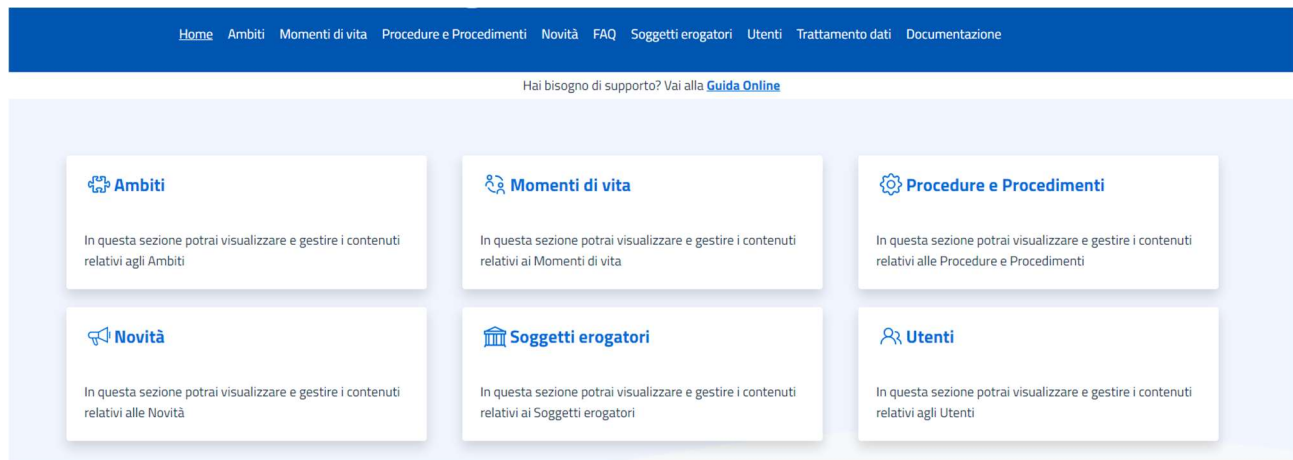 Home Ambiti Momenti di vita Procedure e Procedimenti Novità FAQ Soggetti erogatori Utenti Trattamento dati Documentazione
Hai bisogno di supporto? Vai alla Guida Online
Ambiti
In questa sezione potrai visualizzare e gestire i contenuti
relativi agli Ambiti
Momenti di vita
In questa sezione potrai visualizzare e gestire i contenuti
relativi ai Momenti di vita
Procedure e Procedimenti
In questa sezione potrai visualizzare e gestire i contenuti
relativi alle Procedure e Procedimenti
Novità
In questa sezione potrai visualizzare e gestire i contenuti
relativi alle Novità
Soggetti erogatori
In questa sezione potrai visualizzare e gestire i contenuti
relativi ai Soggetti erogatori
Utenti
In questa sezione potrai visualizzare e gestire i contenuti
relativi agli Utenti